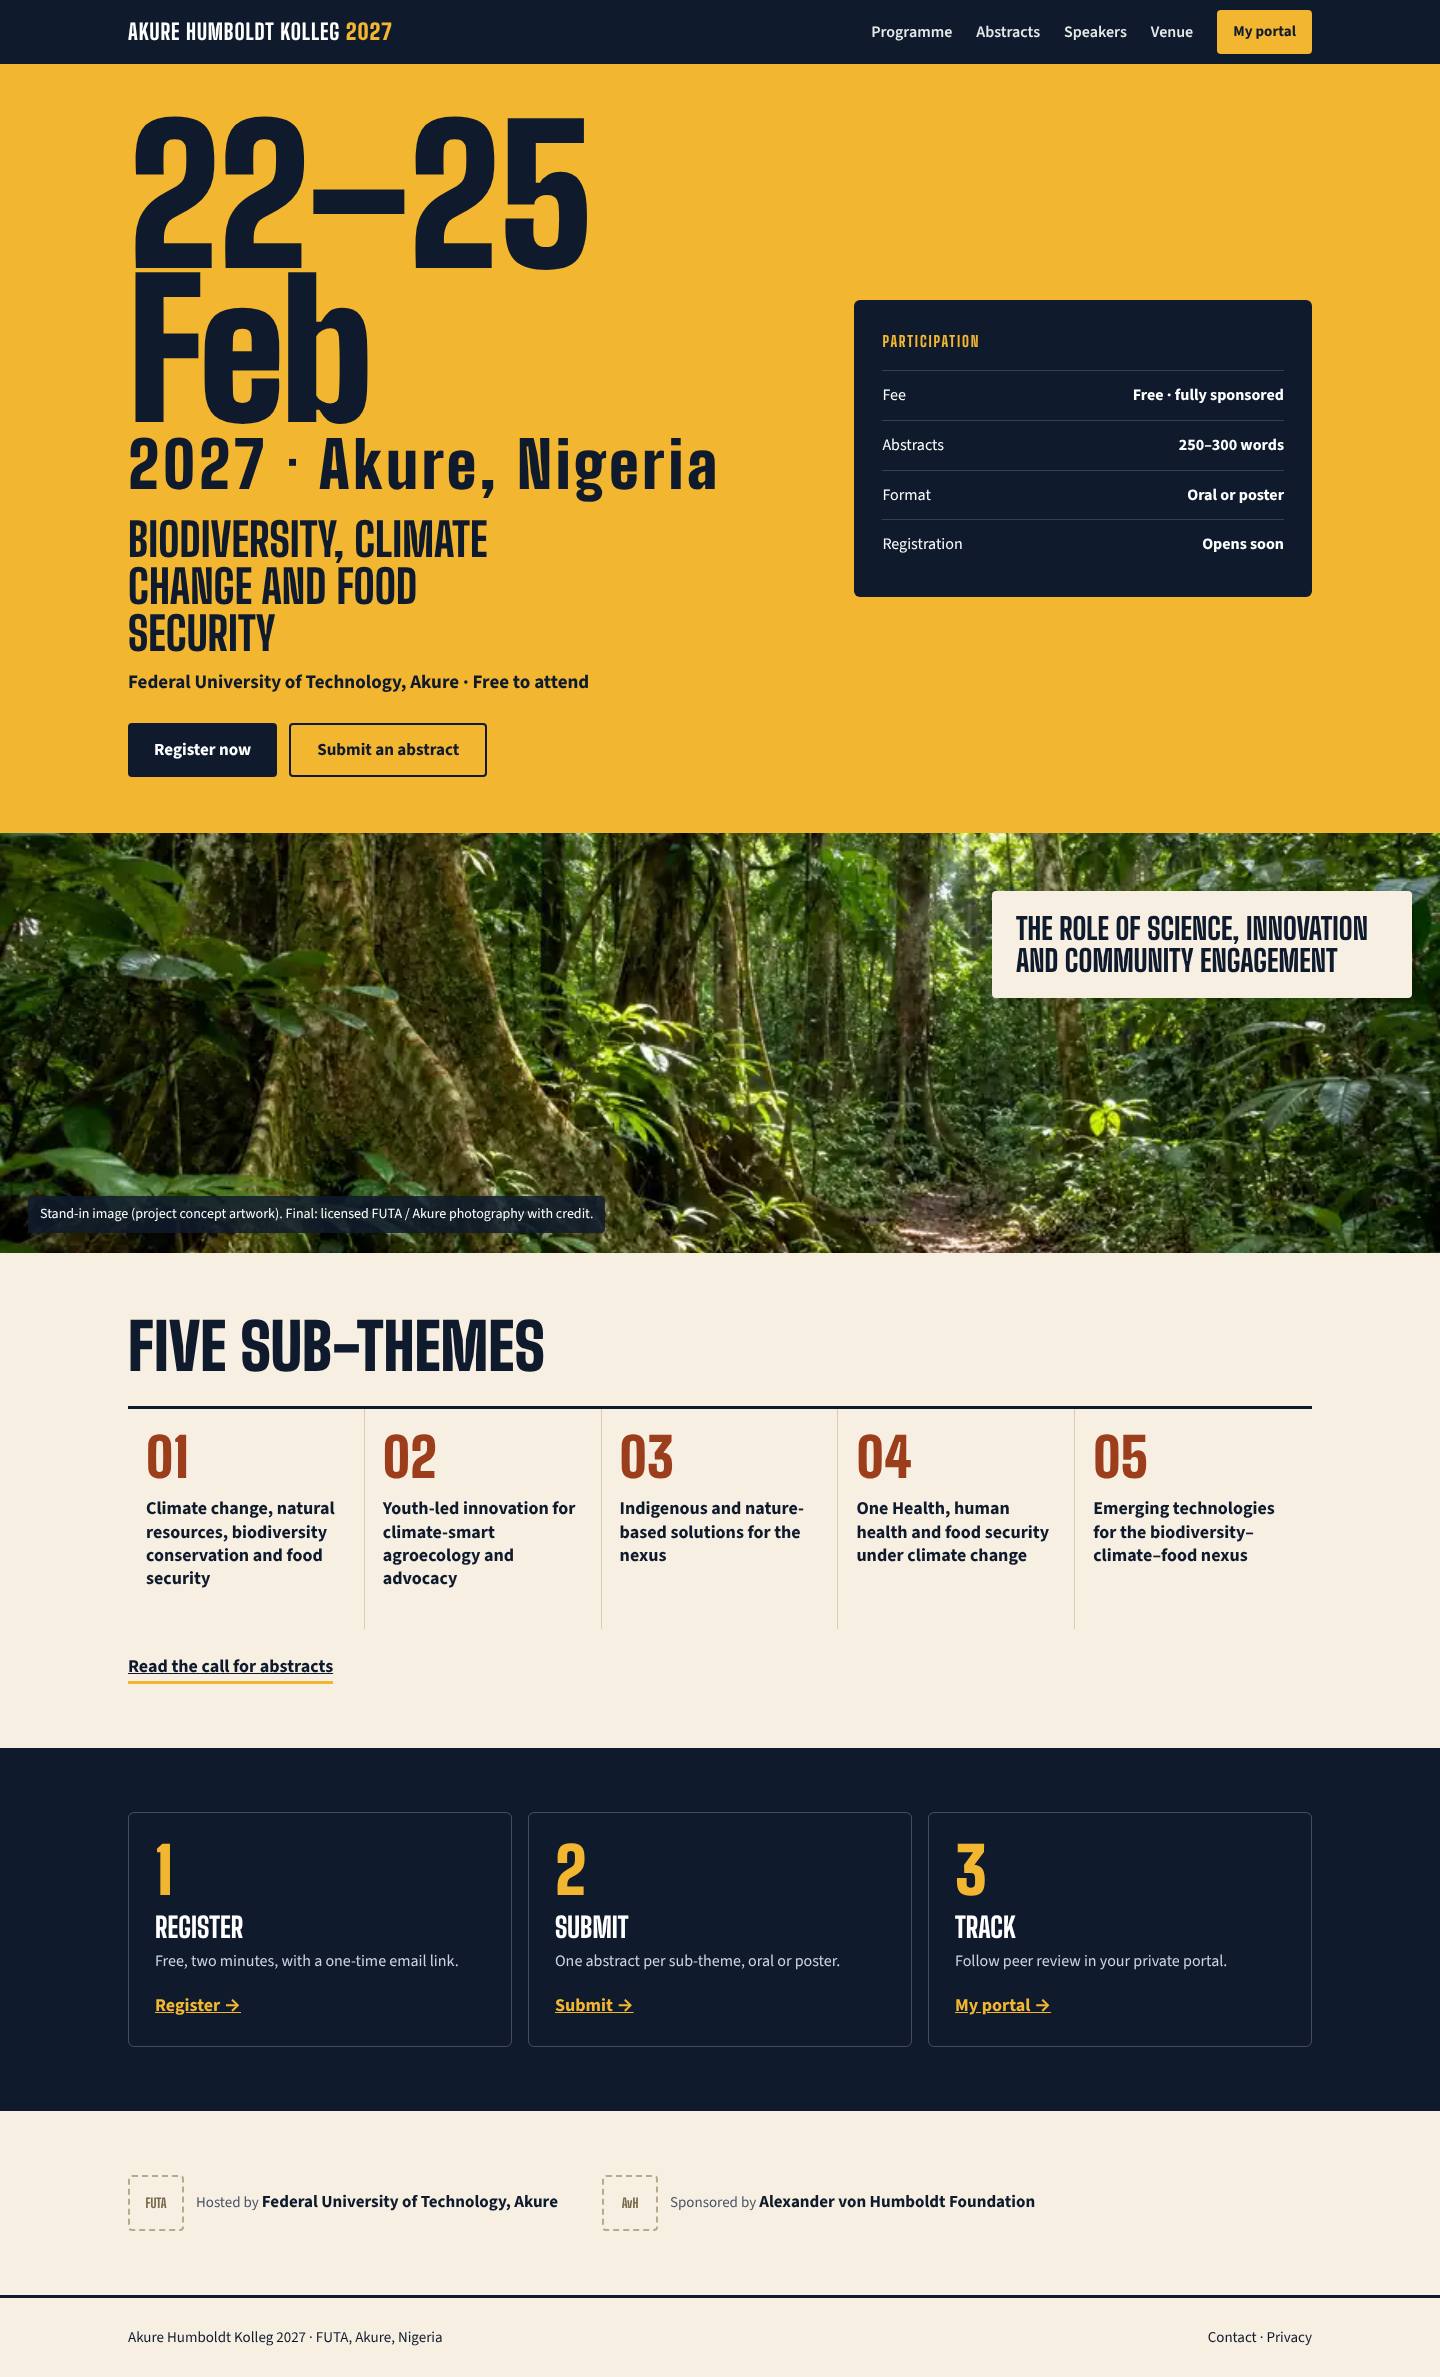 AKURE HUMBOLDT KOLLEG 2027
Programme Abstracts Speakers Venue My portal
22–25
Feb
2027 · Akure, Nigeria
BIODIVERSITY, CLIMATE
CHANGE AND FOOD
SECURITY
Federal University of Technology, Akure · Free to attend
Register now
Submit an abstract
PARTICIPATION
Fee Free · fully sponsored
Abstracts 250–300 words
Format Oral or poster
Registration Opens soon
THE ROLE OF SCIENCE, INNOVATION
AND COMMUNITY ENGAGEMENT
Stand-in image (project concept artwork). Final: licensed FUTA / Akure photography with credit.
FIVE SUB-THEMES
01
Climate change, natural
resources, biodiversity
conservation and food
security
02
Youth-led innovation for
climate-smart
agroecology and
advocacy
03
Indigenous and nature-
based solutions for the
nexus
04
One Health, human
health and food security
under climate change
05
Emerging technologies
for the biodiversity–
climate–food nexus
Read the call for abstracts
1
REGISTER
Free, two minutes, with a one-time email link.
Register →
2
SUBMIT
One abstract per sub-theme, oral or poster.
Submit →
3
TRACK
Follow peer review in your private portal.
My portal →
FUTA
Hosted by Federal University of Technology, Akure
AvH
Sponsored by Alexander von Humboldt Foundation
Akure Humboldt Kolleg 2027 · FUTA, Akure, Nigeria
Contact · Privacy